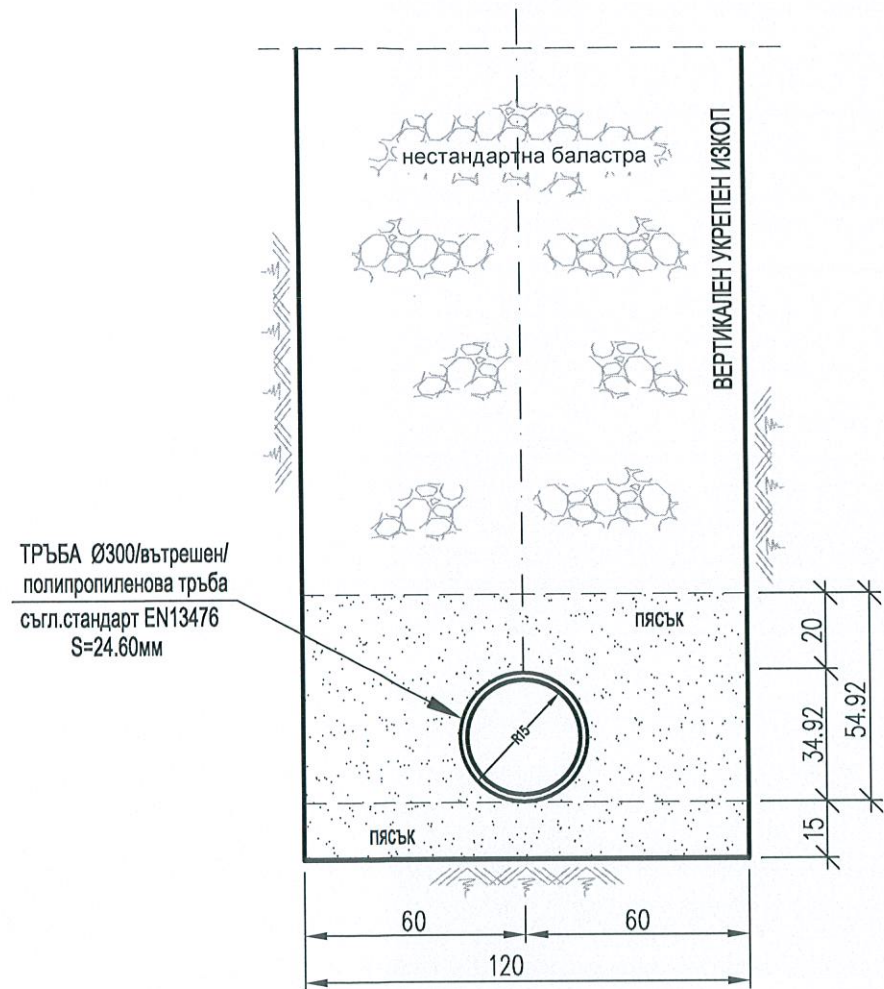 нестандартна баластра
ВЕРТИКАЛЕН УКРЕПЕН ИЗКОП
ТРЪБА Ø300/вътрешен/
полипропиленова тръба
съгл.стандарт EN13476
S=24.60мм
пясък
R15
пясък
20
34.92
54.92
15
60
60
120